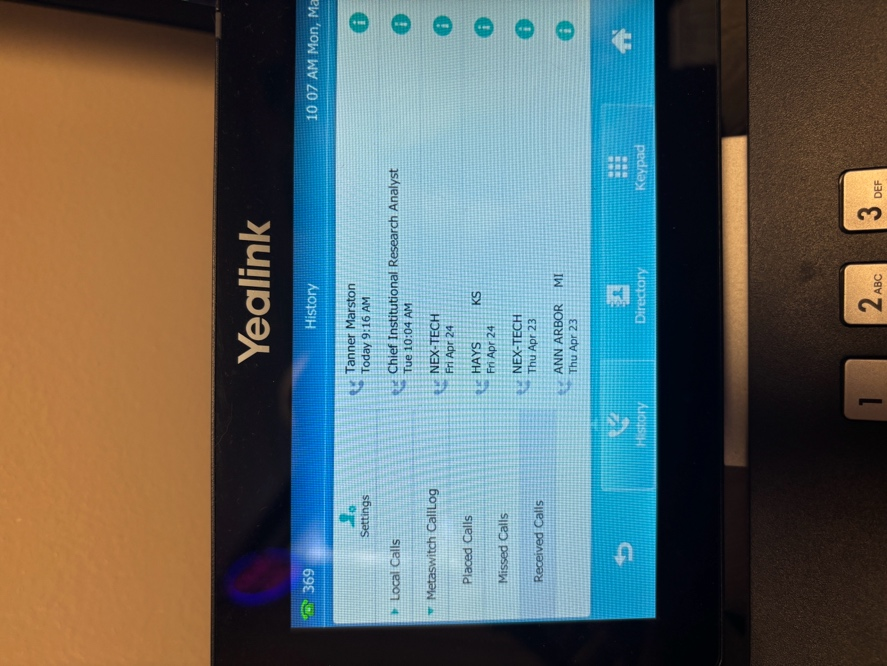 Yealink
369
History
10 07 AM Mon, Ma
Settings
Local Calls
Metaswitch CallLog
Placed Calls
Missed Calls
Received Calls
Tanner Marston
Today 9:16 AM
Chief Institutional Research Analyst
Tue 10:04 AM
NEX-TECH
Fri Apr 24
HAYS KS
Fri Apr 24
NEX-TECH
Thu Apr 23
ANN ARBOR MI
Thu Apr 23
History
Directory
Keypad
1
2 ABC
3 DEF